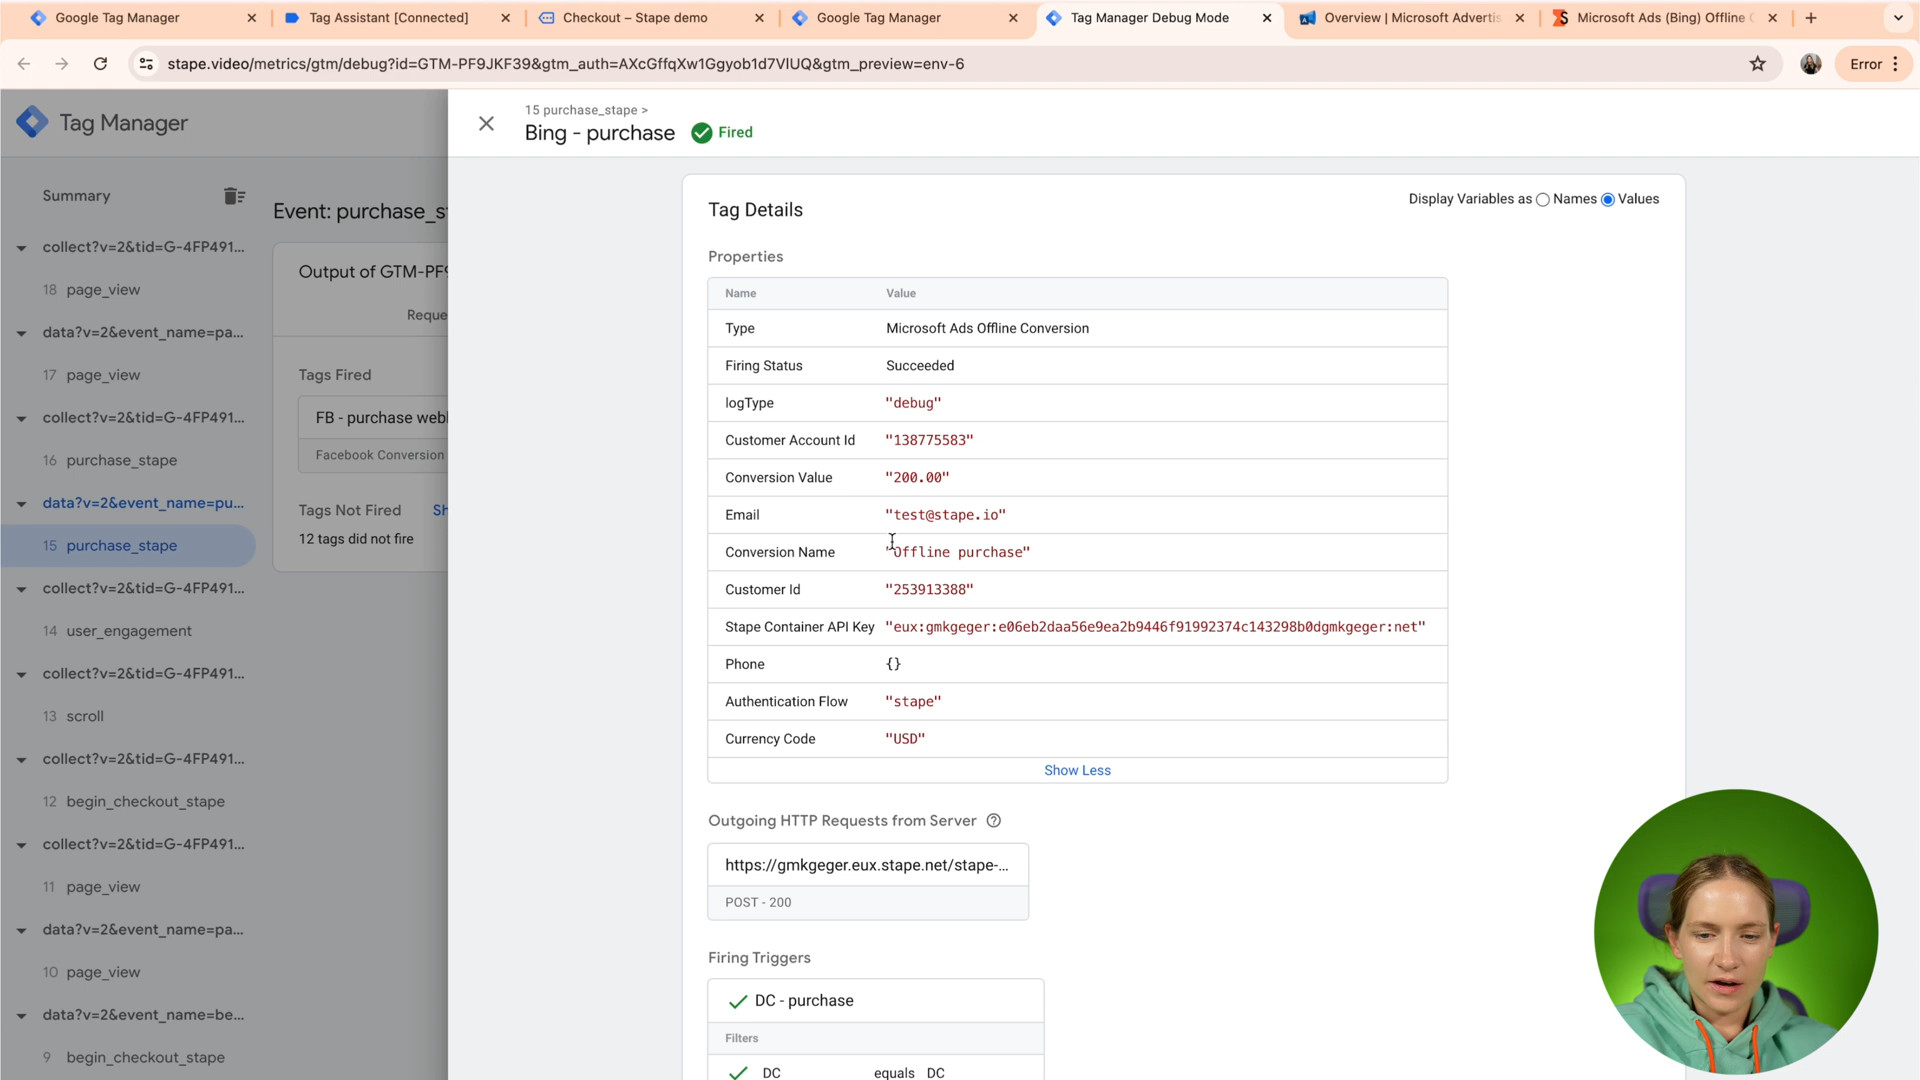 Google Tag Manager
Tag Assistant [Connected]
Checkout – Stape demo
Google Tag Manager
Tag Manager Debug Mode
Overview | Microsoft Advertis
Microsoft Ads (Bing) Offline
stape.video/metrics/gtm/debug?id=GTM-PF9JKF39&gtm_auth=AXcGffqXw1Ggyob1d7VIUQ&gtm_preview=env-6
Error
Tag Manager
15 purchase_stape >
Bing - purchase
Fired
Summary
collect?v=2&tid=G-4FP491...
18 page_view
data?v=2&event_name=pa...
17 page_view
collect?v=2&tid=G-4FP491...
16 purchase_stape
data?v=2&event_name=pu...
15 purchase_stape
collect?v=2&tid=G-4FP491...
14 user_engagement
collect?v=2&tid=G-4FP491...
13 scroll
collect?v=2&tid=G-4FP491...
12 begin_checkout_stape
collect?v=2&tid=G-4FP491...
11 page_view
data?v=2&event_name=pa...
10 page_view
data?v=2&event_name=be...
9 begin_checkout_stape
Event: purchase_s
Output of GTM-PF9
Reque
Tags Fired
FB - purchase webl
Facebook Conversion
Tags Not Fired Sh
12 tags did not fire
Tag Details
Display Variables as Names Values
Properties
Name Value
Type Microsoft Ads Offline Conversion
Firing Status Succeeded
logType "debug"
Customer Account Id "138775583"
Conversion Value "200.00"
Email "test@stape.io"
Conversion Name "Offline purchase"
Customer Id "253913388"
Stape Container API Key "eux:gmkgeger:e06eb2daa56e9ea2b9446f91992374c143298b0dgmkgeger:net"
Phone {}
Authentication Flow "stape"
Currency Code "USD"
Show Less
Outgoing HTTP Requests from Server
https://gmkgeger.eux.stape.net/stape-...
POST - 200
Firing Triggers
DC - purchase
Filters
DC equals DC